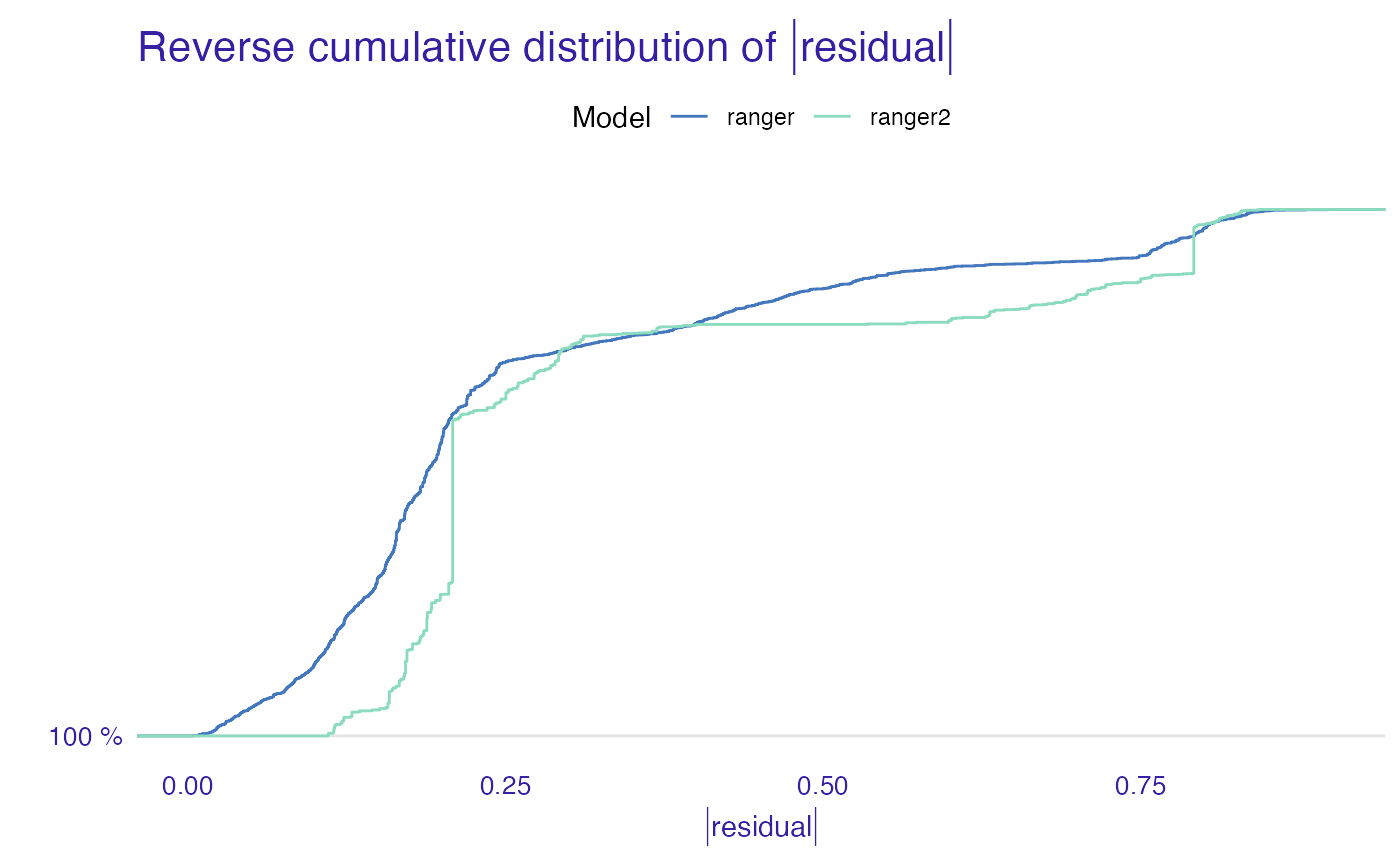 Reverse cumulative distribution of |residual|
Model ranger ranger2
100 %
0.00 0.25 0.50 0.75
|residual|